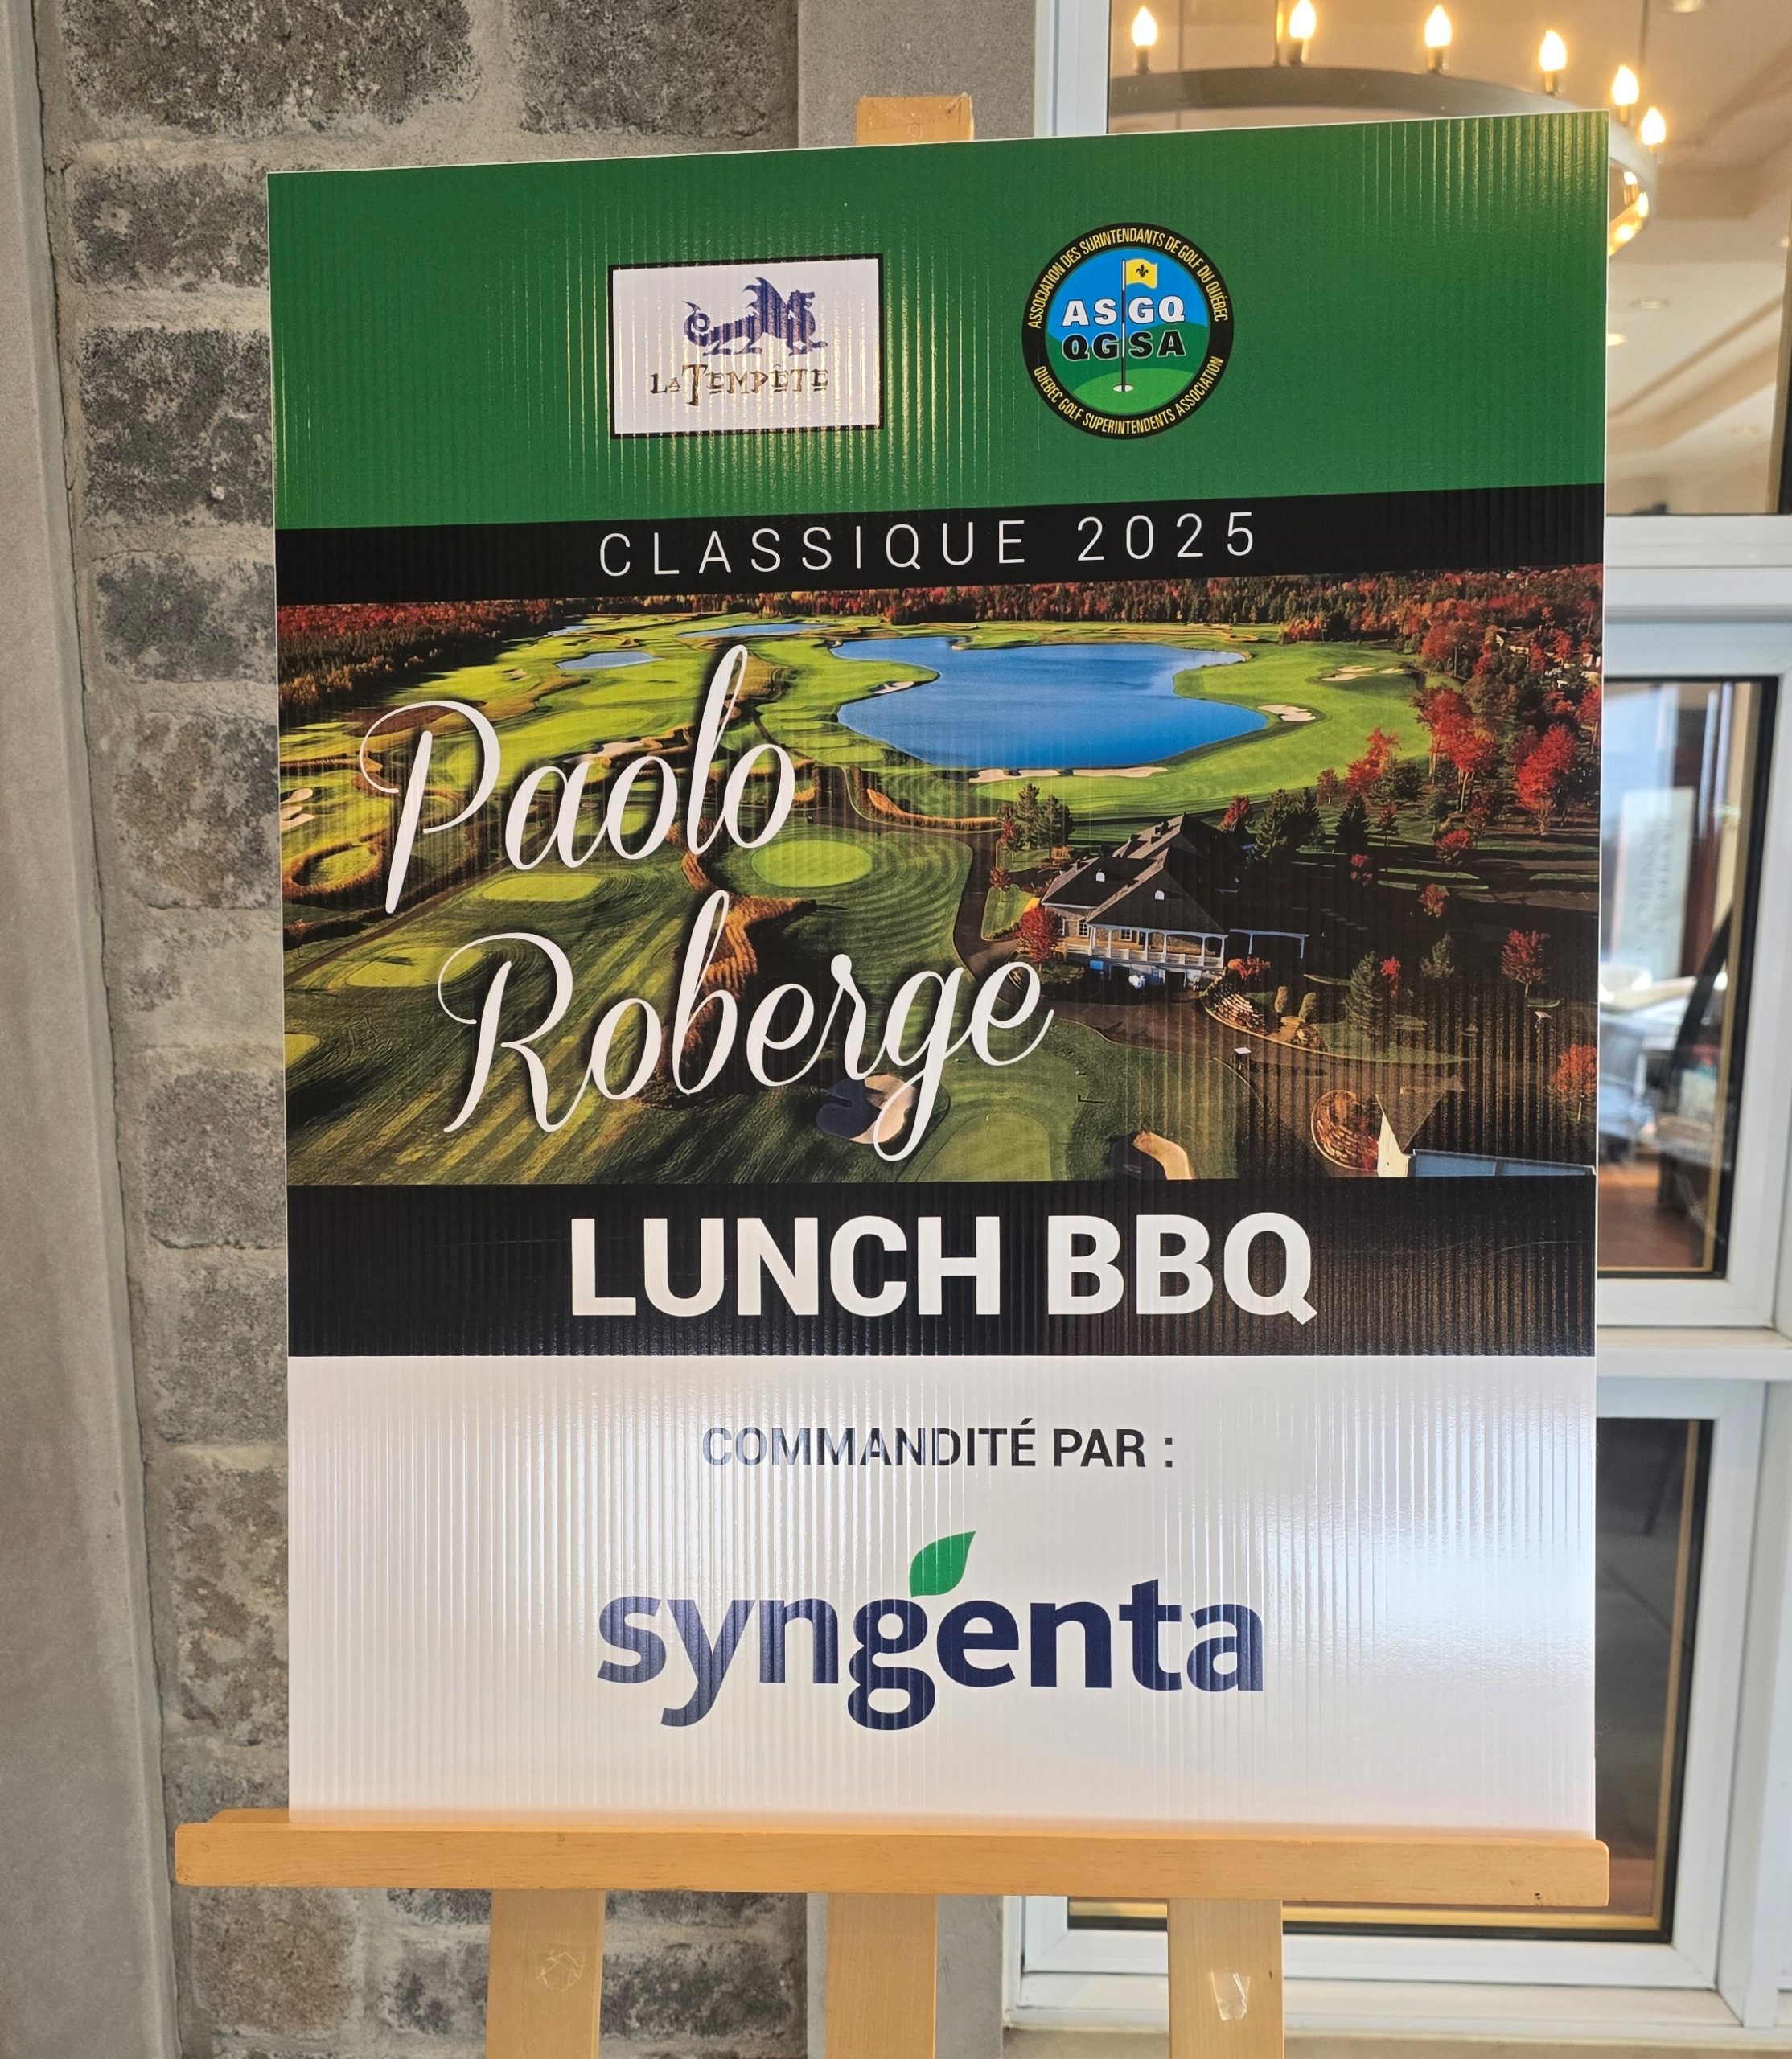 LA TEMPÊTE
ASSOCIATION DES SURINTENDANTS DE GOLF DU QUÉBEC
ASGQ
QGSA
QUEBEC GOLF SUPERINTENDENTS ASSOCIATION
CLASSIQUE 2025
Paolo
Roberge
LUNCH BBQ
COMMANDITÉ PAR :
syngenta